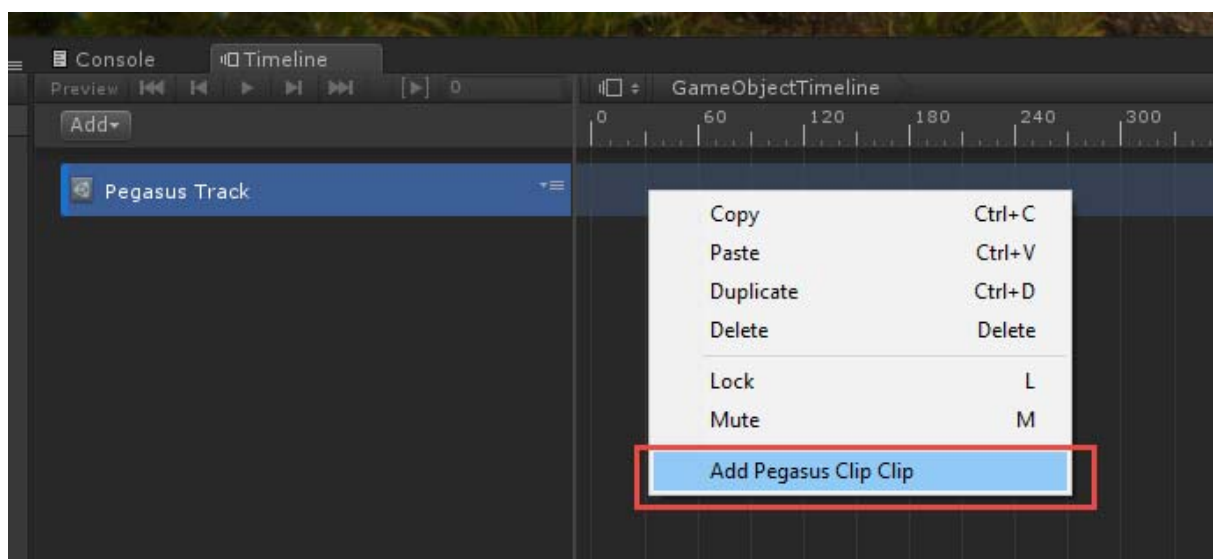 Console Timeline
Preview 0 GameObjectTimeline
Add
0 60 120 180 240 300
Pegasus Track
Copy Ctrl+C
Paste Ctrl+V
Duplicate Ctrl+D
Delete Delete
Lock L
Mute M
Add Pegasus Clip Clip